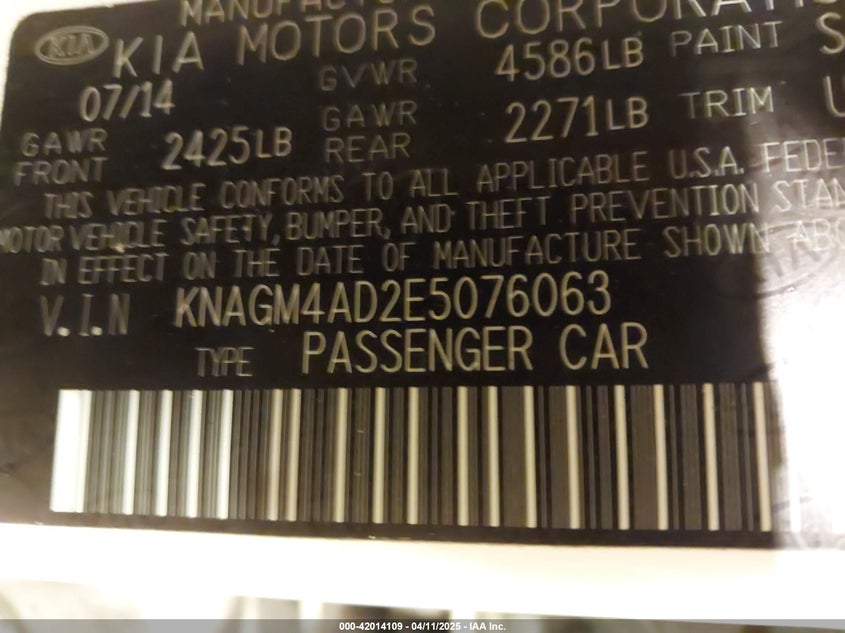 MANUFACTU
KIA KIA MOTORS CORPORATI
07/14 GVWR 4586LB PAINT S
GAWR FRONT 2425LB GAWR REAR 2271LB TRIM U
THIS VEHICLE CONFORMS TO ALL APPLICABLE U.S.A. FEDE
MOTOR VEHICLE SAFETY, BUMPER, AND THEFT PREVENTION STAN
IN EFFECT ON THE DATE OF MANUFACTURE SHOWN ABO
V.I.N KNAGM4AD2E5076063
TYPE PASSENGER CAR
000-42014109 - 04/11/2025 - IAA Inc.